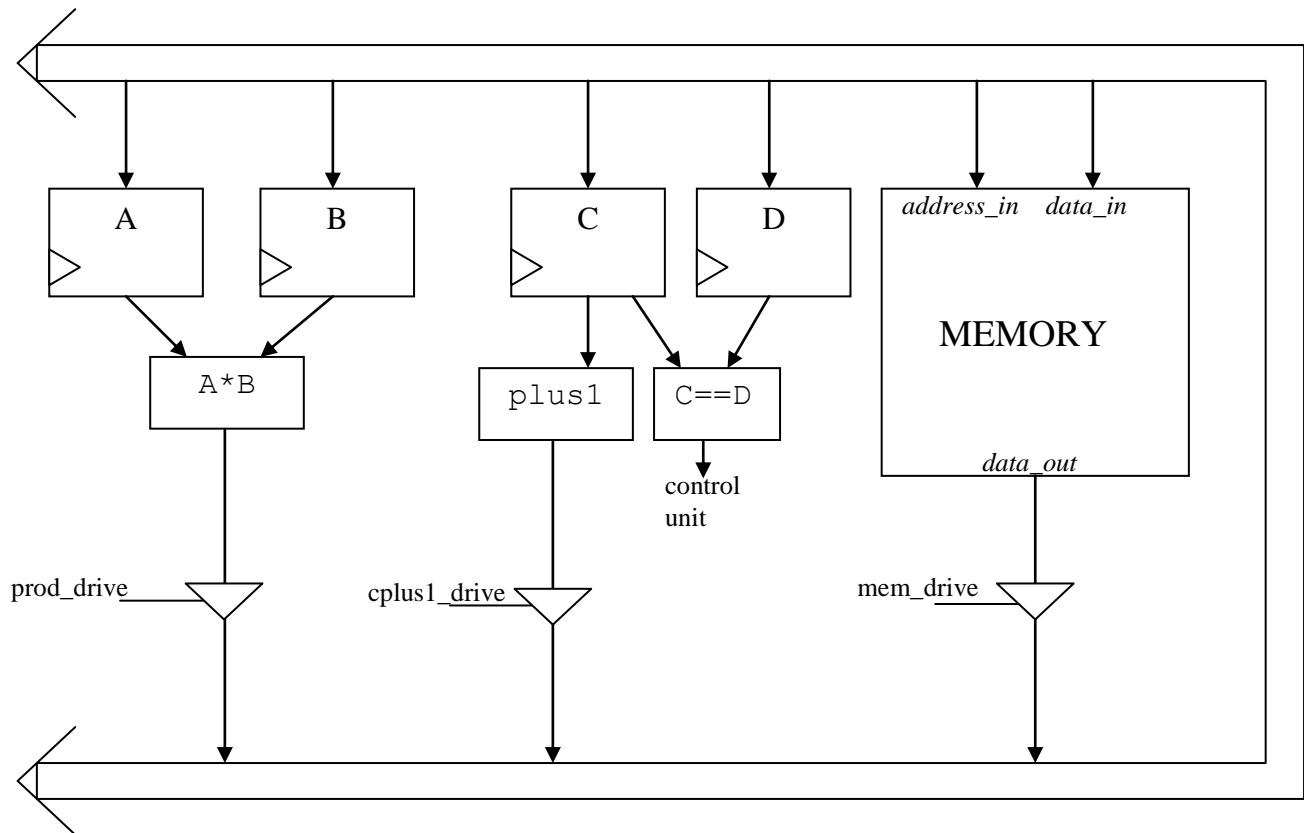 A
B
C
D
address_in
data_in
MEMORY
A*B
plus1
C==D
data_out
control
unit
prod_drive
cplus1_drive
mem_drive